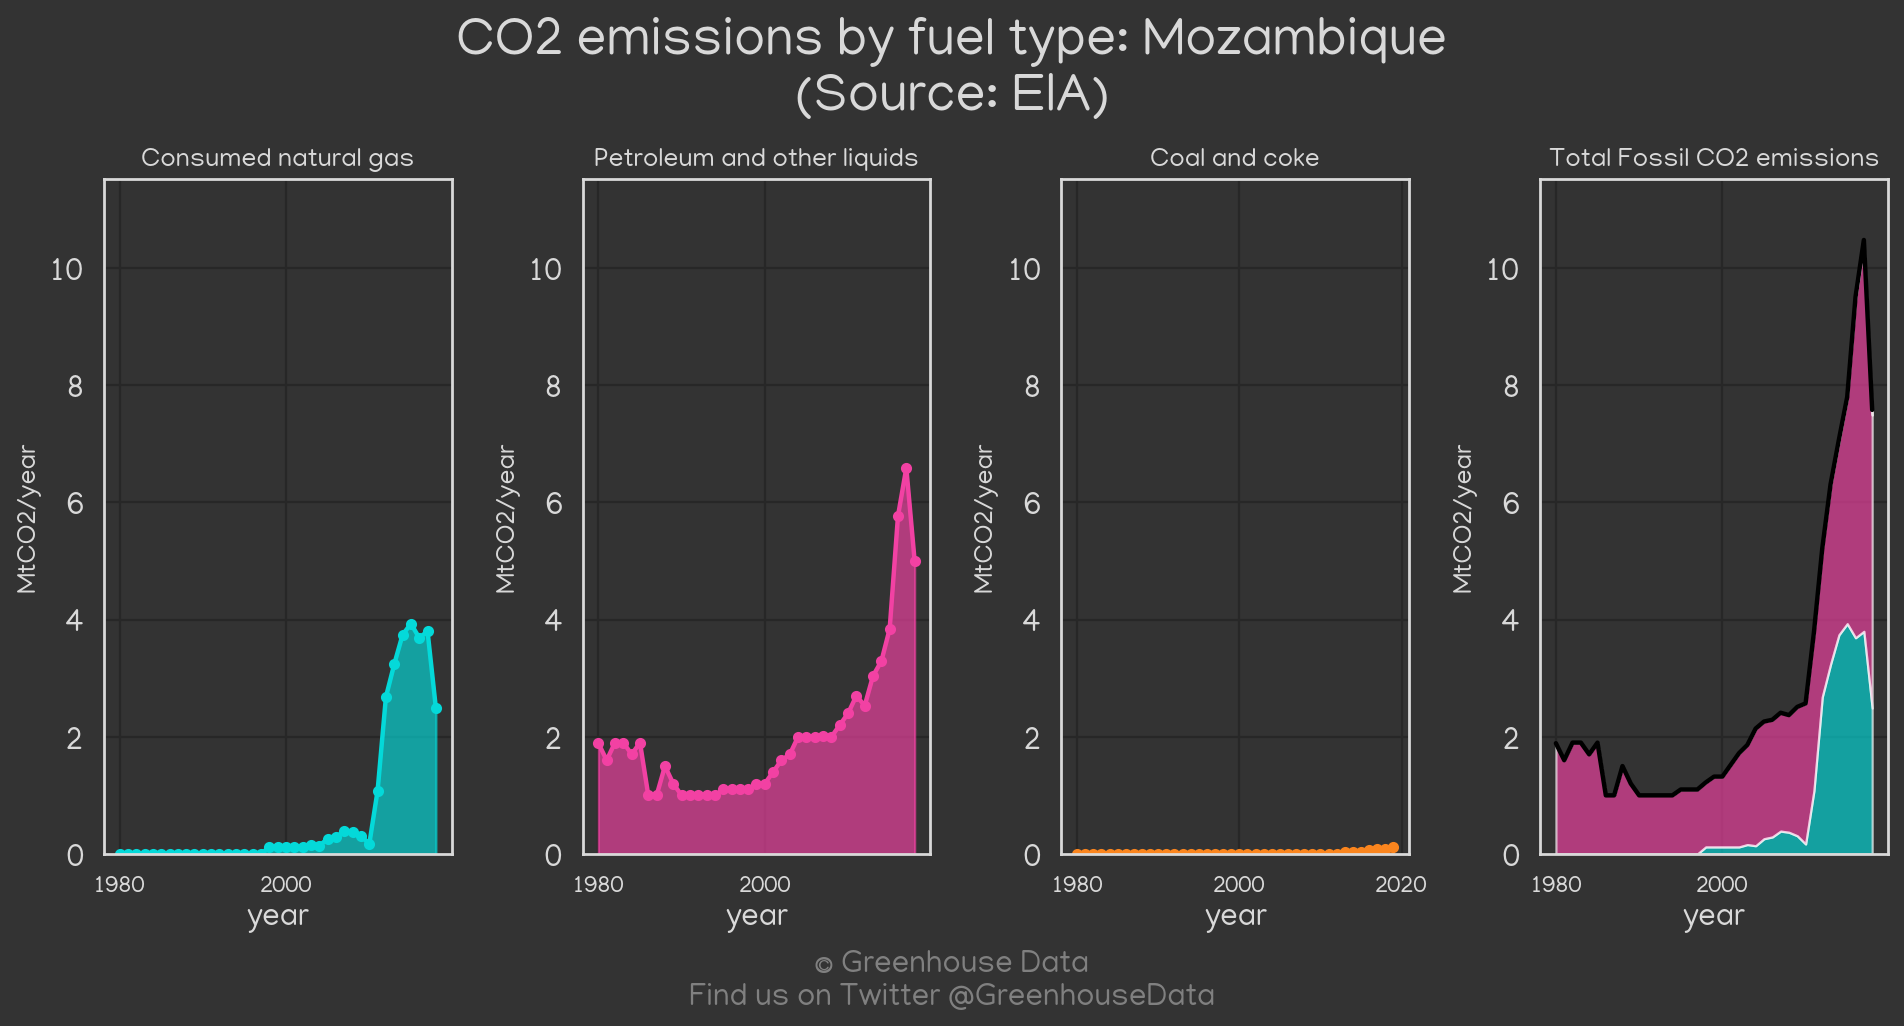 CO2 emissions by fuel type: Mozambique
(Source: EIA)
Consumed natural gas
MtCO2/year
10
8
6
4
2
0
1980 2000
year
Petroleum and other liquids
MtCO2/year
10
8
6
4
2
0
1980 2000
year
Coal and coke
MtCO2/year
10
8
6
4
2
0
1980 2000 2020
year
Total Fossil CO2 emissions
MtCO2/year
10
8
6
4
2
0
1980 2000
year
© Greenhouse Data
Find us on Twitter @GreenhouseData